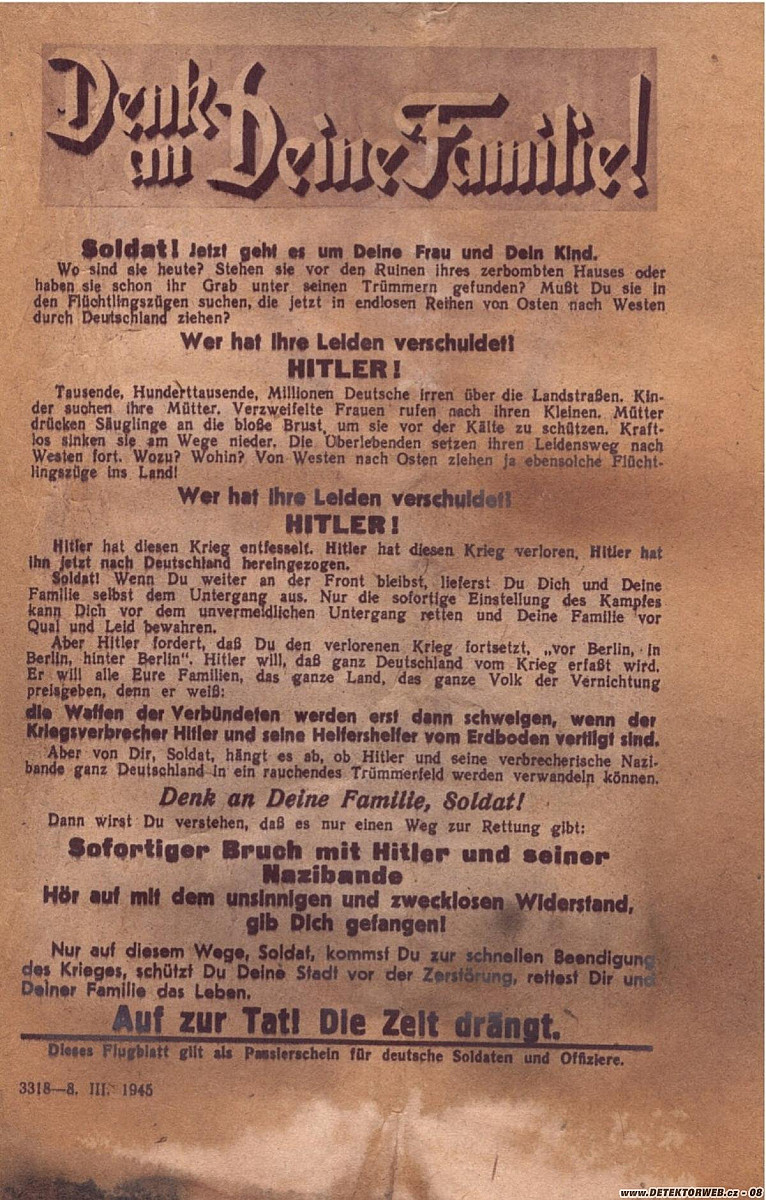 Denk
an Deine Familie!
Soldat! Jetzt geht es um Deine Frau und Dein Kind.
Wo sind sie heute? Stehen sie vor den Ruinen ihres zerbombten Hauses oder
haben sie schon ihr Grab unter seinen Trümmern gefunden? Mußt Du sie in
den Flüchtlingszügen suchen, die jetzt in endlosen Reihen von Osten nach Westen
durch Deutschland ziehen?
Wer hat ihre Leiden verschuldet!
HITLER!
Tausende, Hunderttausende, Millionen Deutsche irren über die Landstraßen. Kin-
der suchen ihre Mütter. Verzweifelte Frauen rufen nach ihren Kleinen. Mütter
drücken Säuglinge an die bloße Brust, um sie vor der Kälte zu schützen. Kraft-
los sinken sie am Wege nieder. Die Überlebenden setzen ihren Leidensweg nach
Westen fort. Wozu? Wohin? Von Westen nach Osten ziehen ja ebensolche Flücht-
lingszüge ins Land!
Wer hat ihre Leiden verschuldet!
HITLER!
Hitler hat diesen Krieg entfesselt. Hitler hat diesen Krieg verloren, Hitler hat
ihn jetzt nach Deutschland hereingezogen.
Soldat! Wenn Du weiter an der Front bleibst, lieferst Du Dich und Deine
Familie selbst dem Untergang aus. Nur die sofortige Einstellung des Kampfes
kann Dich vor dem unvermeidlichen Untergang retten und Deine Familie vor
Qual und Leid bewahren.
Aber Hitler fordert, daß Du den verlorenen Krieg fortsetzt, „vor Berlin, in
Berlin, hinter Berlin“. Hitler will, daß ganz Deutschland vom Krieg erfaßt wird.
Er will alle Eure Familien, das ganze Land, das ganze Volk der Vernichtung
preisgeben, denn er weiß:
die Waffen der Verbündeten werden erst dann schweigen, wenn der
Kriegsverbrecher Hitler und seine Helfershelfer vom Erdboden vertilgt sind.
Aber von Dir, Soldat, hängt es ab, ob Hitler und seine verbrecherische Nazi-
bande ganz Deutschland in ein rauchendes Trümmerfeld werden verwandeln können.
Denk an Deine Familie, Soldat!
Dann wirst Du verstehen, daß es nur einen Weg zur Rettung gibt:
Sofortiger Bruch mit Hitler und seiner
Nazibande
Hör auf mit dem unsinnigen und zwecklosen Widerstand,
gib Dich gefangen!
Nur auf diesem Wege, Soldat, kommst Du zur schnellen Beendigung
des Krieges, schützt Du Deine Stadt vor der Zerstörung, rettest Dir und
Deiner Familie das Leben.
Auf zur Tat! Die Zeit drängt.
Dieses Flugblatt gilt als Passierschein für deutsche Soldaten und Offiziere.
3318—8. III. 1945
www.DETEKTORWEB.cz - 08